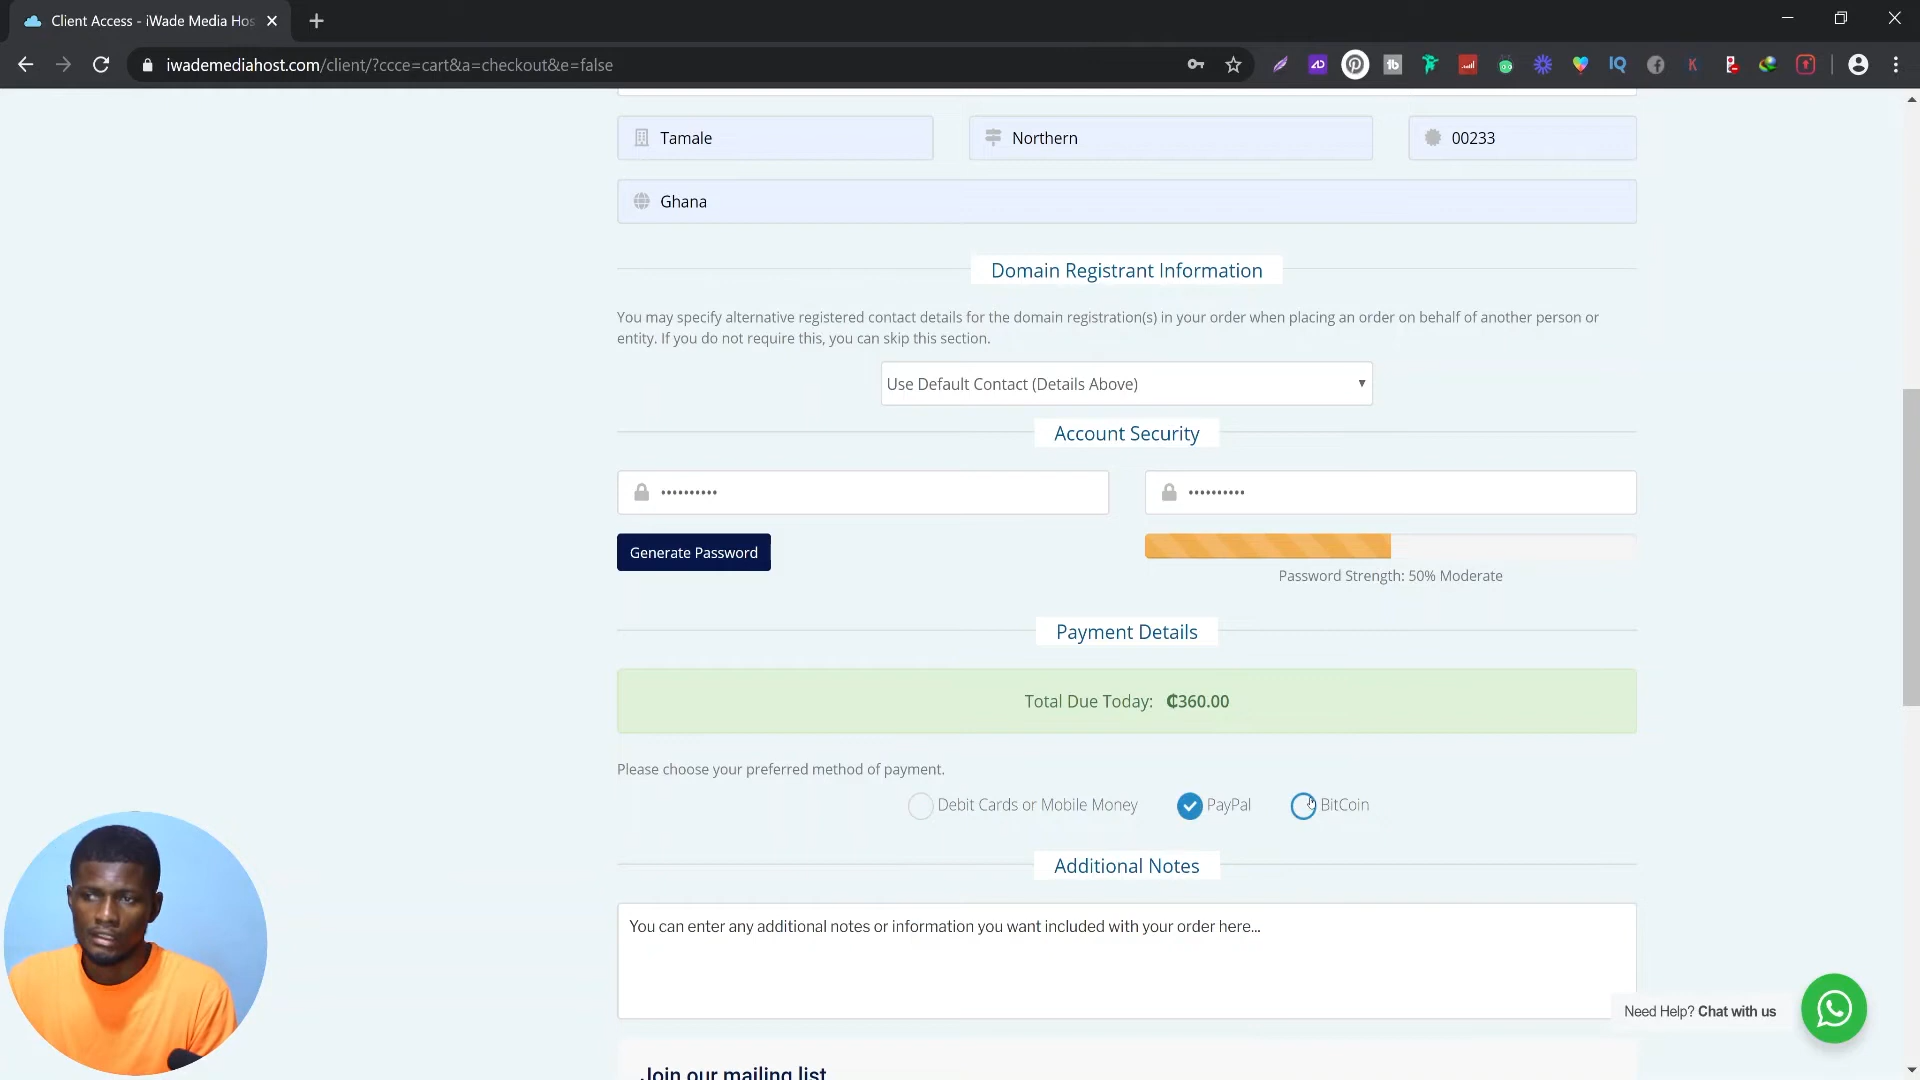 Client Access - iWade Media Hos
iwademediahost.com/client/?ccce=cart&a=checkout&e=false
Tamale
Northern
00233
Ghana
Domain Registrant Information
You may specify alternative registered contact details for the domain registration(s) in your order when placing an order on behalf of another person or
entity. If you do not require this, you can skip this section.
Use Default Contact (Details Above)
Account Security
••••••••••
••••••••••
Generate Password
Password Strength: 50% Moderate
Payment Details
Total Due Today: ₵360.00
Please choose your preferred method of payment.
Debit Cards or Mobile Money
PayPal
BitCoin
Additional Notes
You can enter any additional notes or information you want included with your order here...
Need Help? Chat with us
Join our mailing list